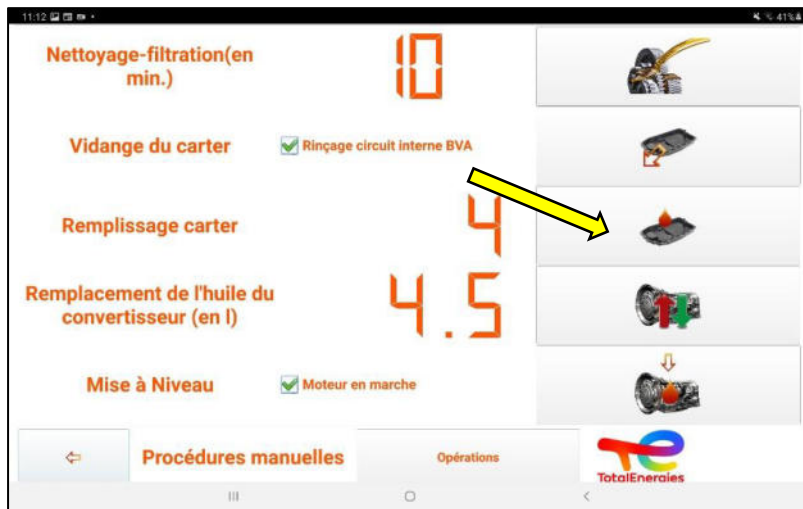 11:12
41%
Nettoyage-filtration(en
min.)
10
Vidange du carter
Rinçage circuit interne BVA
Remplissage carter
4
Remplacement de l'huile du
convertisseur (en l)
4.5
Mise à Niveau
Moteur en marche
Procédures manuelles
Opérations
TotalEnergies